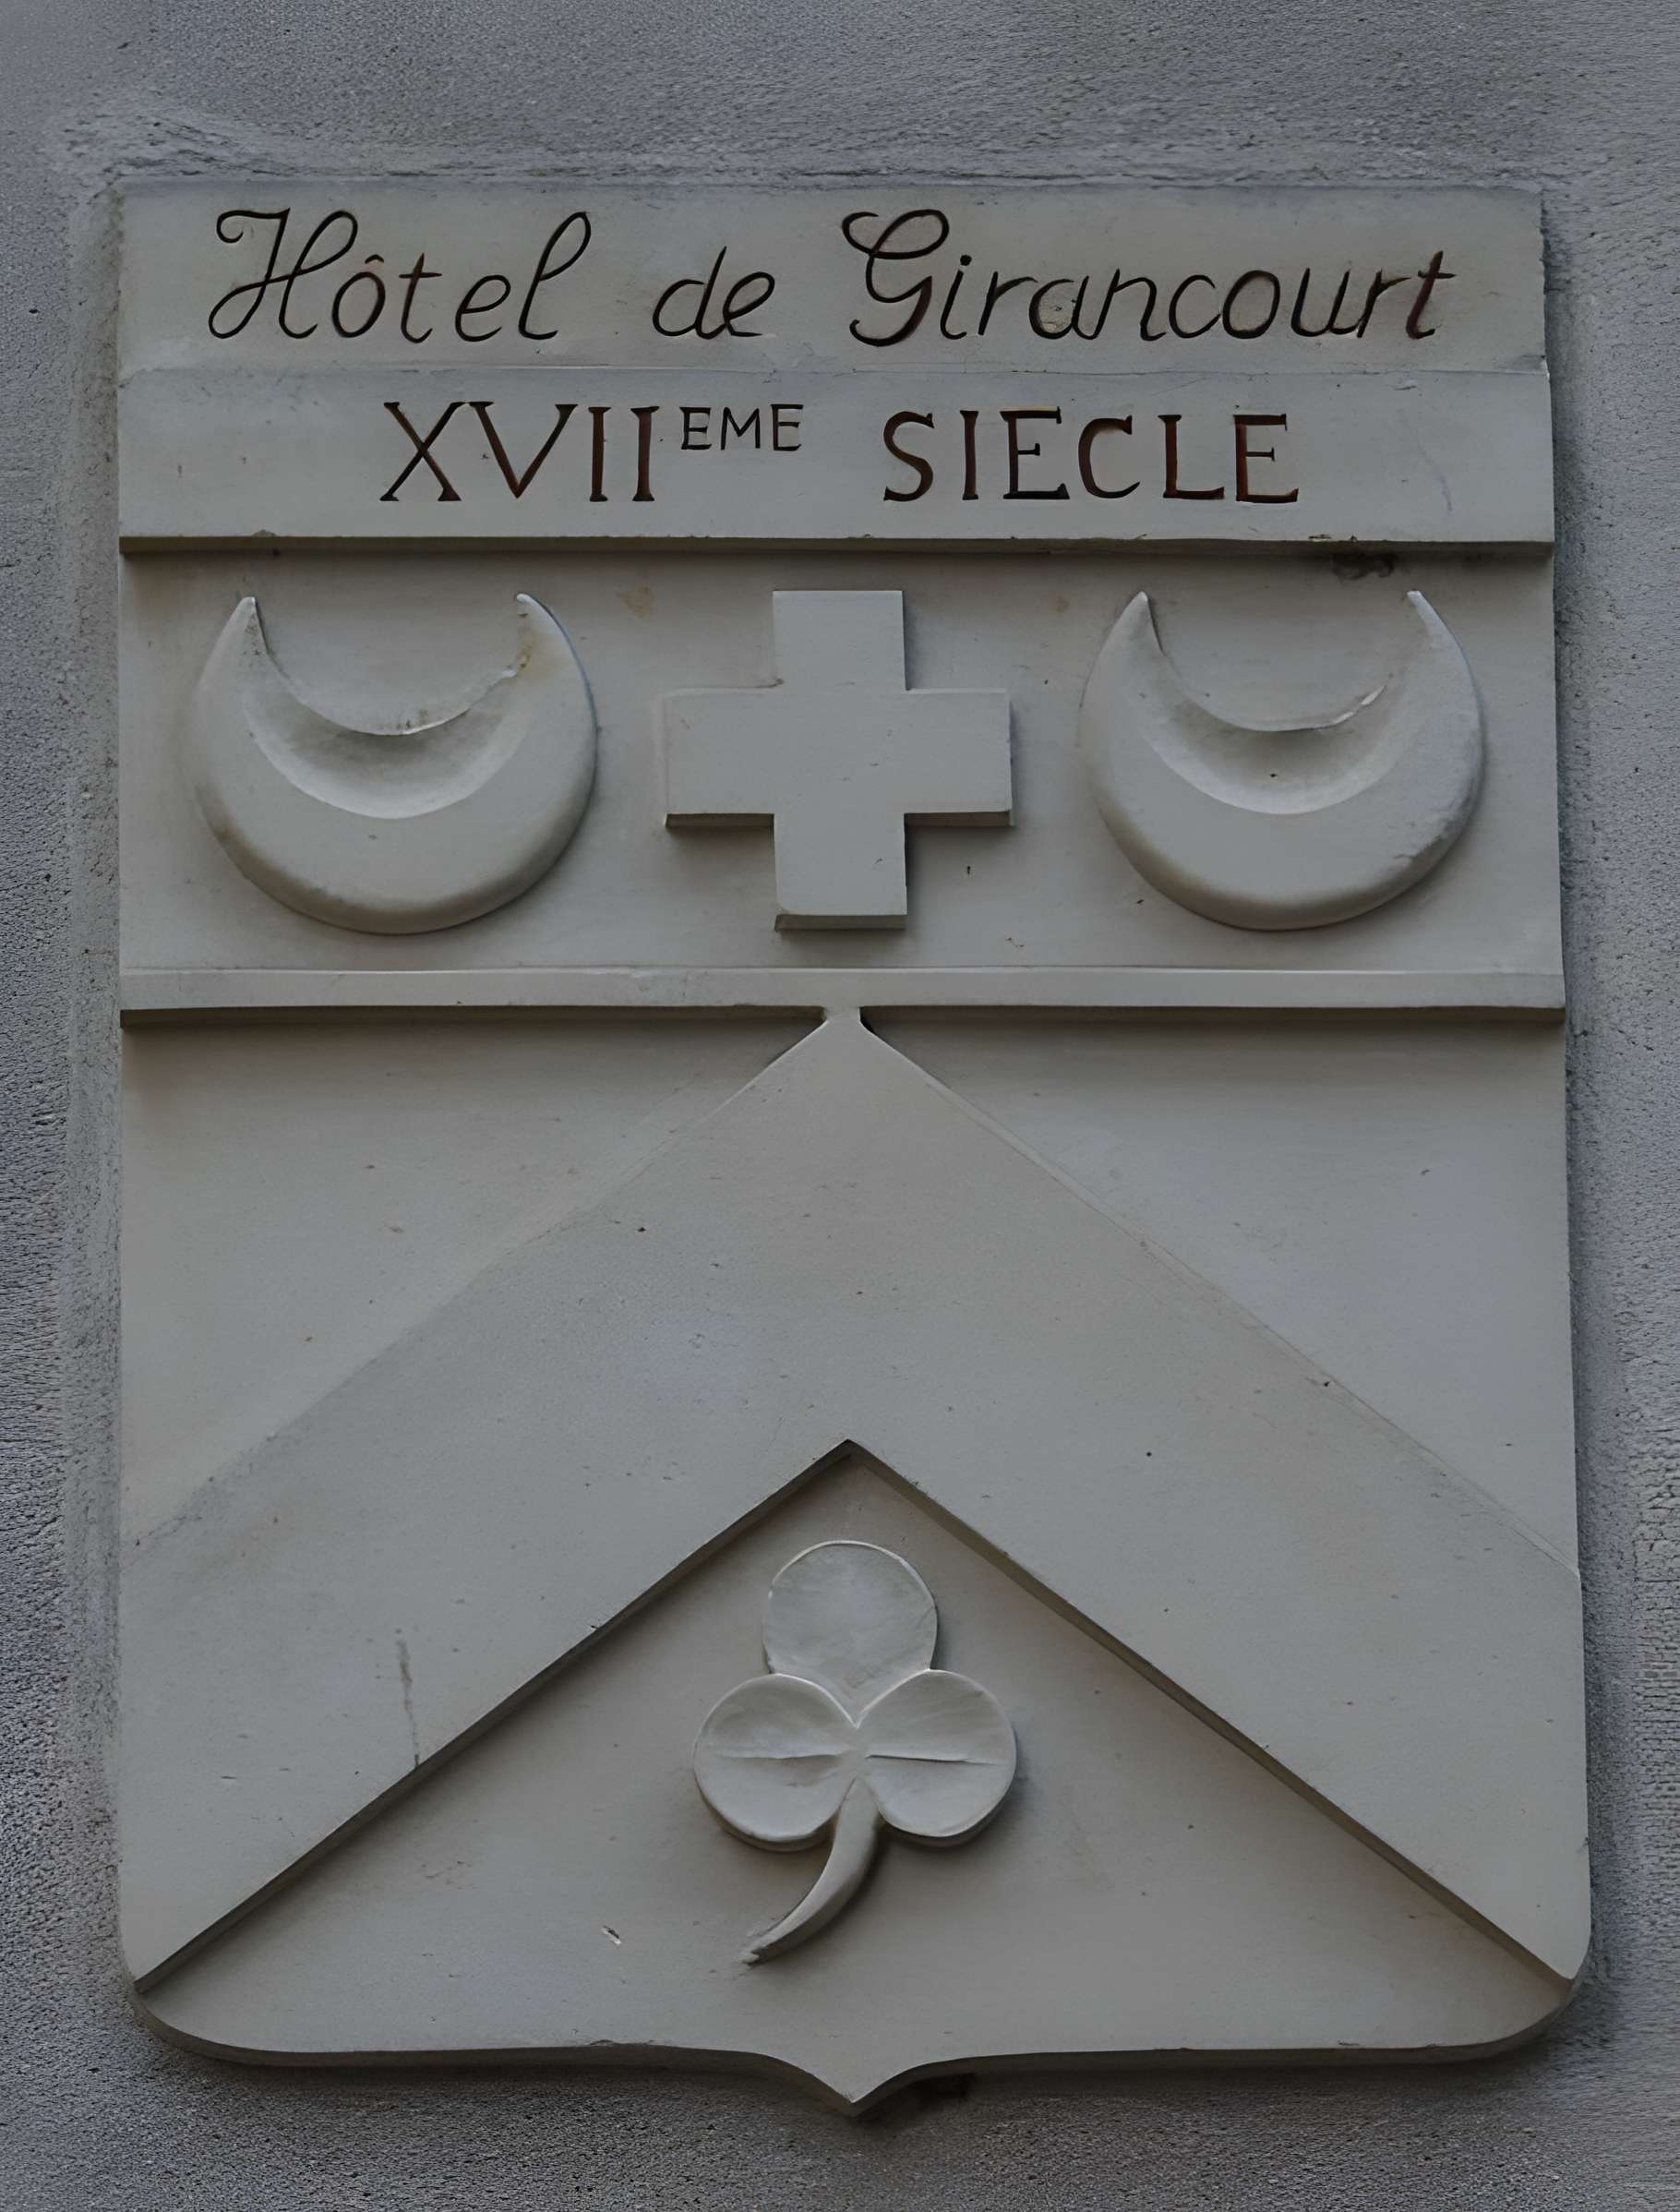 Hôtel de Girancourt
XVIIEME SIECLE